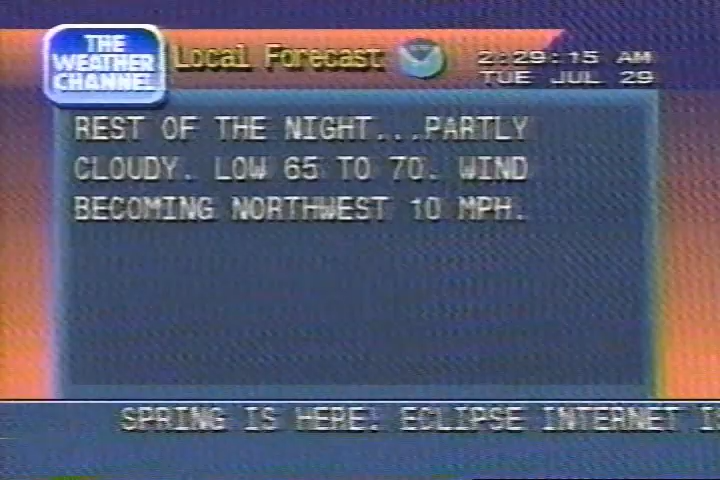 THE
WEATHER
CHANNEL
Local Forecast
2:29:15 AM
TUE JUL 29
REST OF THE NIGHT...PARTLY
CLOUDY. LOW 65 TO 70. WIND
BECOMING NORTHWEST 10 MPH.
SPRING IS HERE! ECLIPSE INTERNET